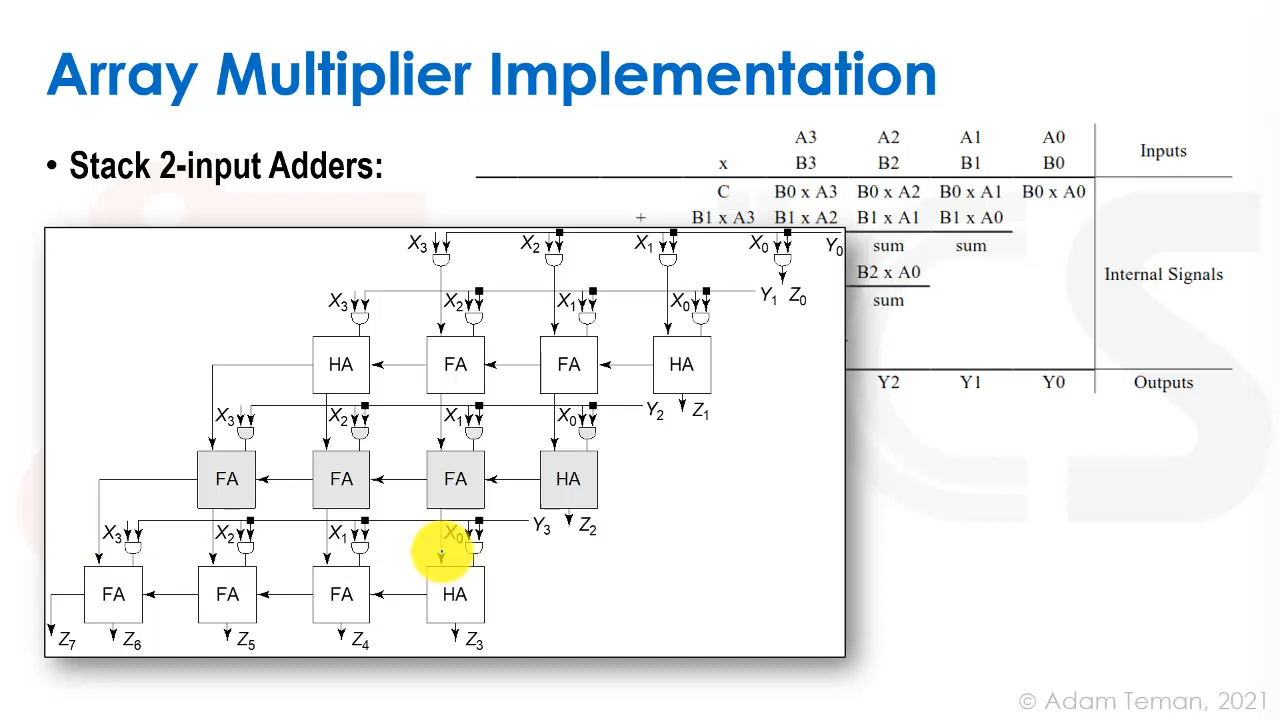 Array Multiplier Implementation
• Stack 2-input Adders:
A3 A2 A1 A0
x B3 B2 B1 B0 Inputs
C B0 x A3 B0 x A2 B0 x A1 B0 x A0
+ B1 x A3 B1 x A2 B1 x A1 B1 x A0
sum sum
B2 x A0 Internal Signals
sum
Y2 Y1 Y0 Outputs
X3 X2 X1 X0 Y0
X3 X2 X1 X0 Y1 Z0
HA FA FA HA
X3 X2 X1 X0 Y2 Z1
FA FA FA HA
X3 X2 X1 X0 Y3 Z2
FA FA FA HA
Z7 Z6 Z5 Z4 Z3
CS
© Adam Teman, 2021